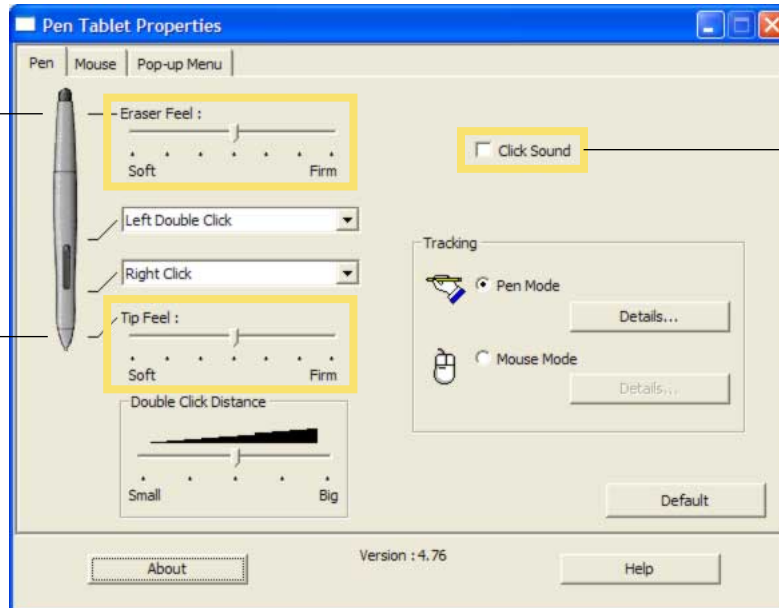 Pen Tablet Properties
Pen Mouse Pop-up Menu
Eraser Feel :
Soft Firm
Click Sound
Left Double Click
Right Click
Tip Feel :
Soft Firm
Double Click Distance
Small Big
Tracking
Pen Mode
Details...
Mouse Mode
Details...
Default
About
Version : 4.76
Help